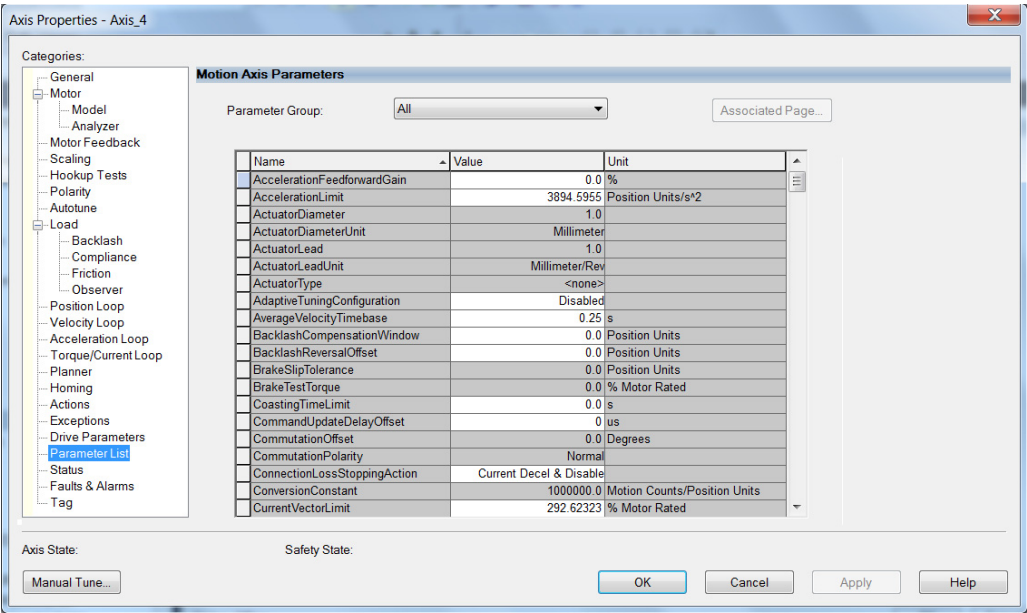 Axis Properties - Axis_4
Categories:
General
Motor
Model
Analyzer
Motor Feedback
Scaling
Hookup Tests
Polarity
Autotune
Load
Backlash
Compliance
Friction
Observer
Position Loop
Velocity Loop
Acceleration Loop
Torque/Current Loop
Planner
Homing
Actions
Exceptions
Drive Parameters
Parameter List
Status
Faults & Alarms
Tag
Motion Axis Parameters
Parameter Group: All Associated Page...
Name Value Unit
AccelerationFeedforwardGain 0.0 %
AccelerationLimit 3894.5955 Position Units/s^2
ActuatorDiameter 1.0
ActuatorDiameterUnit Millimeter
ActuatorLead 1.0
ActuatorLeadUnit Millimeter/Rev
ActuatorType <none>
AdaptiveTuningConfiguration Disabled
AverageVelocityTimebase 0.25 s
BacklashCompensationWindow 0.0 Position Units
BacklashReversalOffset 0.0 Position Units
BrakeSlipTolerance 0.0 Position Units
BrakeTestTorque 0.0 % Motor Rated
CoastingTimeLimit 0.0 s
CommandUpdateDelayOffset 0 us
CommutationOffset 0.0 Degrees
CommutationPolarity Normal
ConnectionLossStoppingAction Current Decel & Disable
ConversionConstant 1000000.0 Motion Counts/Position Units
CurrentVectorLimit 292.62323 % Motor Rated
Axis State: Safety State:
Manual Tune... OK Cancel Apply Help